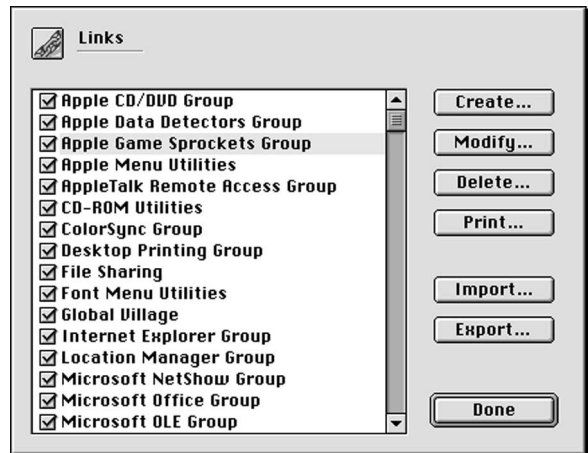 Links
Apple CD/DVD Group
Apple Data Detectors Group
Apple Game Sprockets Group
Apple Menu Utilities
AppleTalk Remote Access Group
CD-ROM Utilities
ColorSync Group
Desktop Printing Group
File Sharing
Font Menu Utilities
Global Village
Internet Explorer Group
Location Manager Group
Microsoft NetShow Group
Microsoft Office Group
Microsoft OLE Group
Create...
Modify...
Delete...
Print...
Import...
Export...
Done